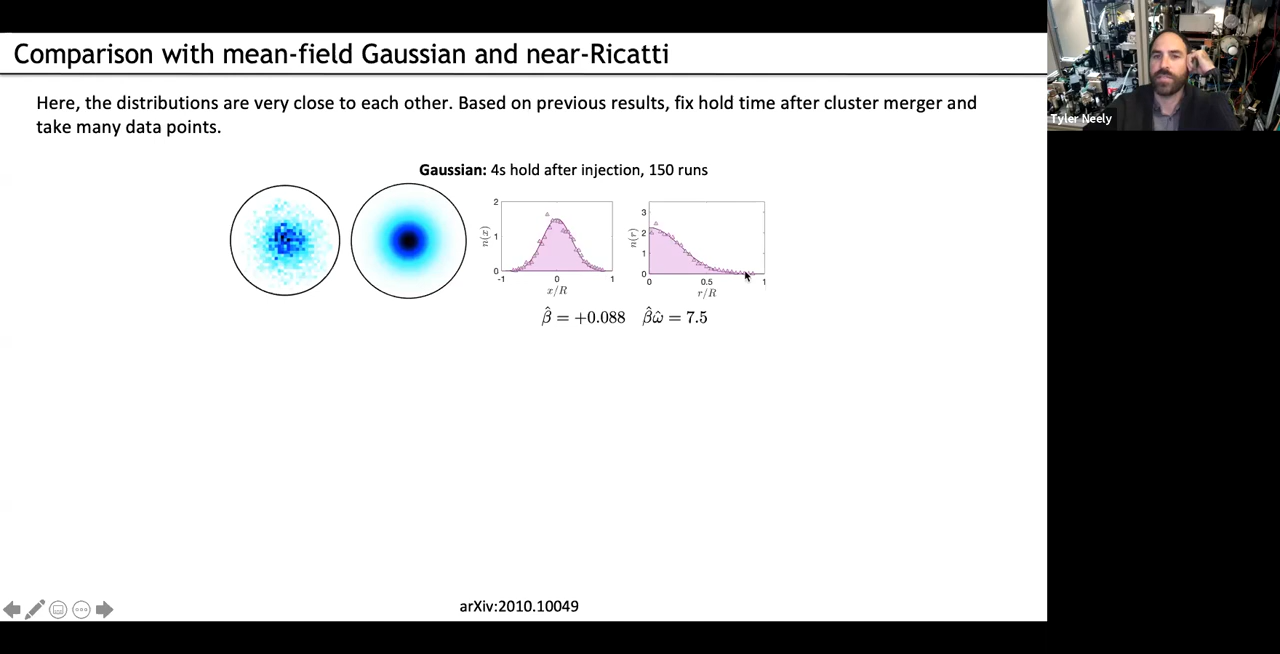 Comparison with mean-field Gaussian and near-Ricatti
Tyler Neely
Here, the distributions are very close to each other. Based on previous results, fix hold time after cluster merger and
take many data points.
Gaussian: 4s hold after injection, 150 runs
2
1
0
n(x)
-1 0 1
x/R
3
2
1
0
n(r)
0 0.5 1
r/R
β̂ = +0.088 β̂ω̂ = 7.5
arXiv:2010.10049